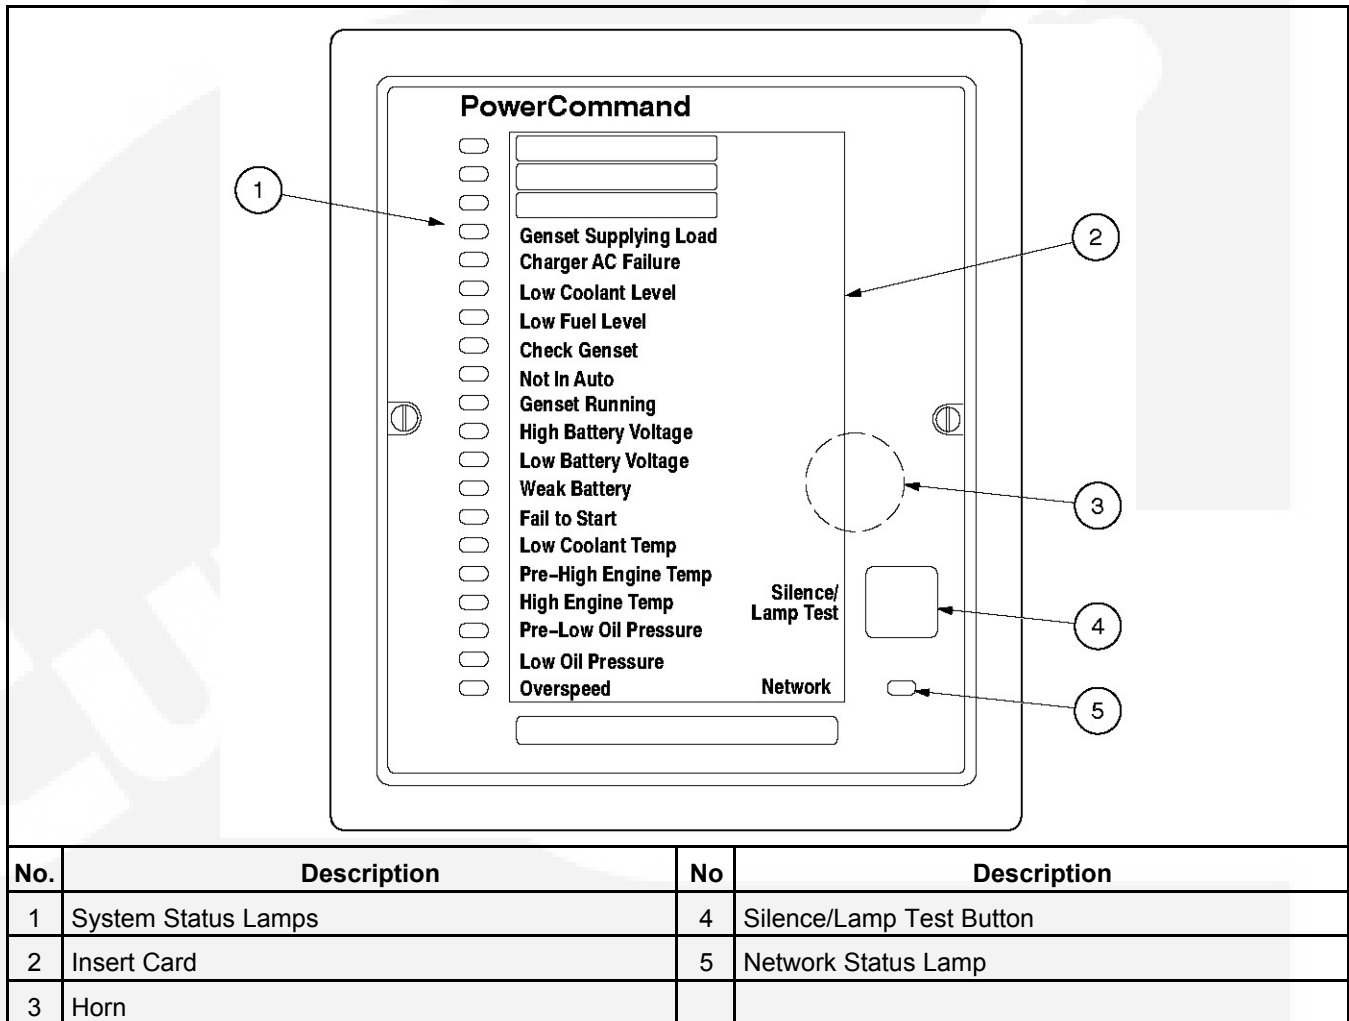 PowerCommand
1
Genset Supplying Load
2
Charger AC Failure
Low Coolant Level
Low Fuel Level
Check Genset
Not In Auto
Genset Running
High Battery Voltage
Low Battery Voltage
Weak Battery
3
Fail to Start
Low Coolant Temp
Pre-High Engine Temp
High Engine Temp
Silence/
Lamp Test
4
Pre-Low Oil Pressure
Low Oil Pressure
Overspeed
Network
5
No. Description No Description
1 System Status Lamps 4 Silence/Lamp Test Button
2 Insert Card 5 Network Status Lamp
3 Horn